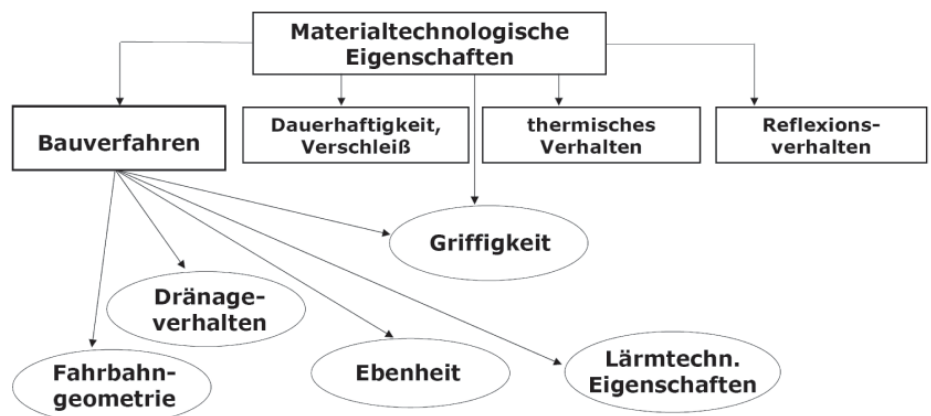 Materialtechnologische
Eigenschaften
Bauverfahren
Dauerhaftigkeit,
Verschleiß
thermisches
Verhalten
Reflexions-
verhalten
Griffigkeit
Dränage-
verhalten
Fahrbahn-
geometrie
Ebenheit
Lärmtechn.
Eigenschaften